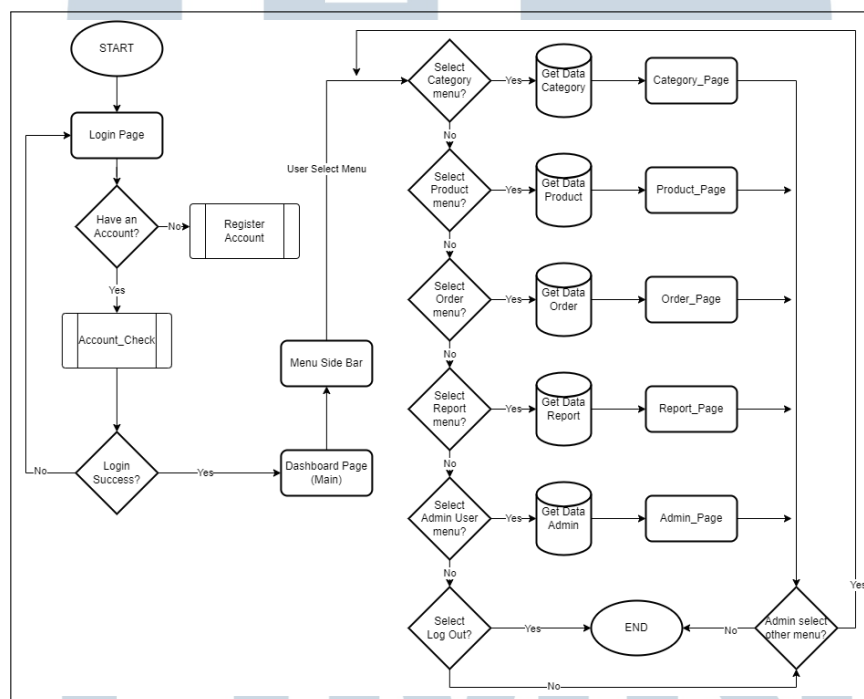 START
Login Page
Have an
Account?
No
Register
Account
Yes
Account_Check
Login
Success?
No
Yes
Dashboard Page
(Main)
Menu Side Bar
User Select Menu
Select
Category
menu?
Yes
Get Data
Category
Category_Page
No
Select
Product
menu?
Yes
Get Data
Product
Product_Page
No
Select
Order
menu?
Yes
Get Data
Order
Order_Page
No
Select
Report
menu?
Yes
Get Data
Report
Report_Page
No
Select
Admin User
menu?
Yes
Get Data
Admin
Admin_Page
No
Select
Log Out?
Yes
END
No
Admin select
other menu?
Yes
No